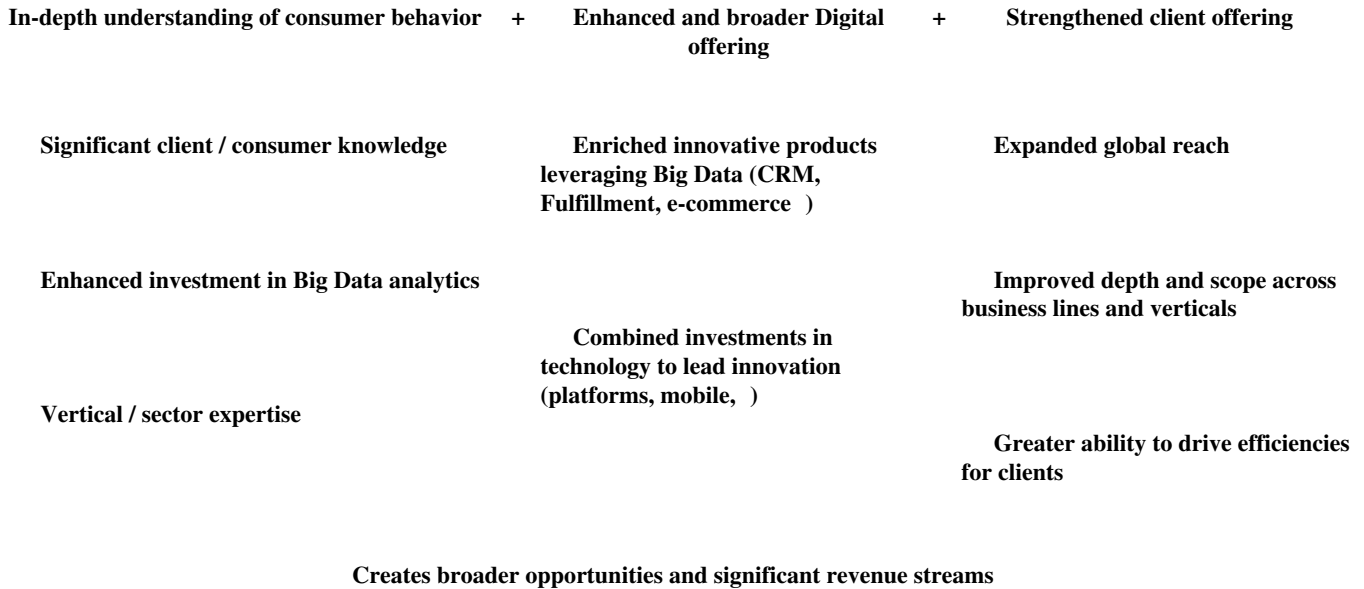 In-depth understanding of consumer behavior + Enhanced and broader Digital + Strengthened client offering
offering
Significant client / consumer knowledge
Enhanced investment in Big Data analytics
Vertical / sector expertise
Enriched innovative products
leveraging Big Data (CRM,
Fulfillment, e-commerce )
Combined investments in
technology to lead innovation
(platforms, mobile, )
Expanded global reach
Improved depth and scope across
business lines and verticals
Greater ability to drive efficiencies
for clients
Creates broader opportunities and significant revenue streams